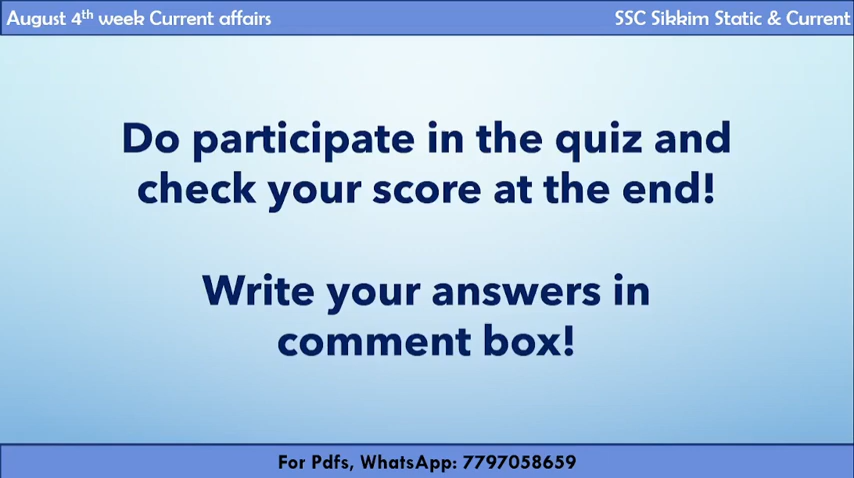 August 4th week Current affairs
SSC Sikkim Static & Current
Do participate in the quiz and
check your score at the end!
Write your answers in
comment box!
For Pdfs, WhatsApp: 7797058659